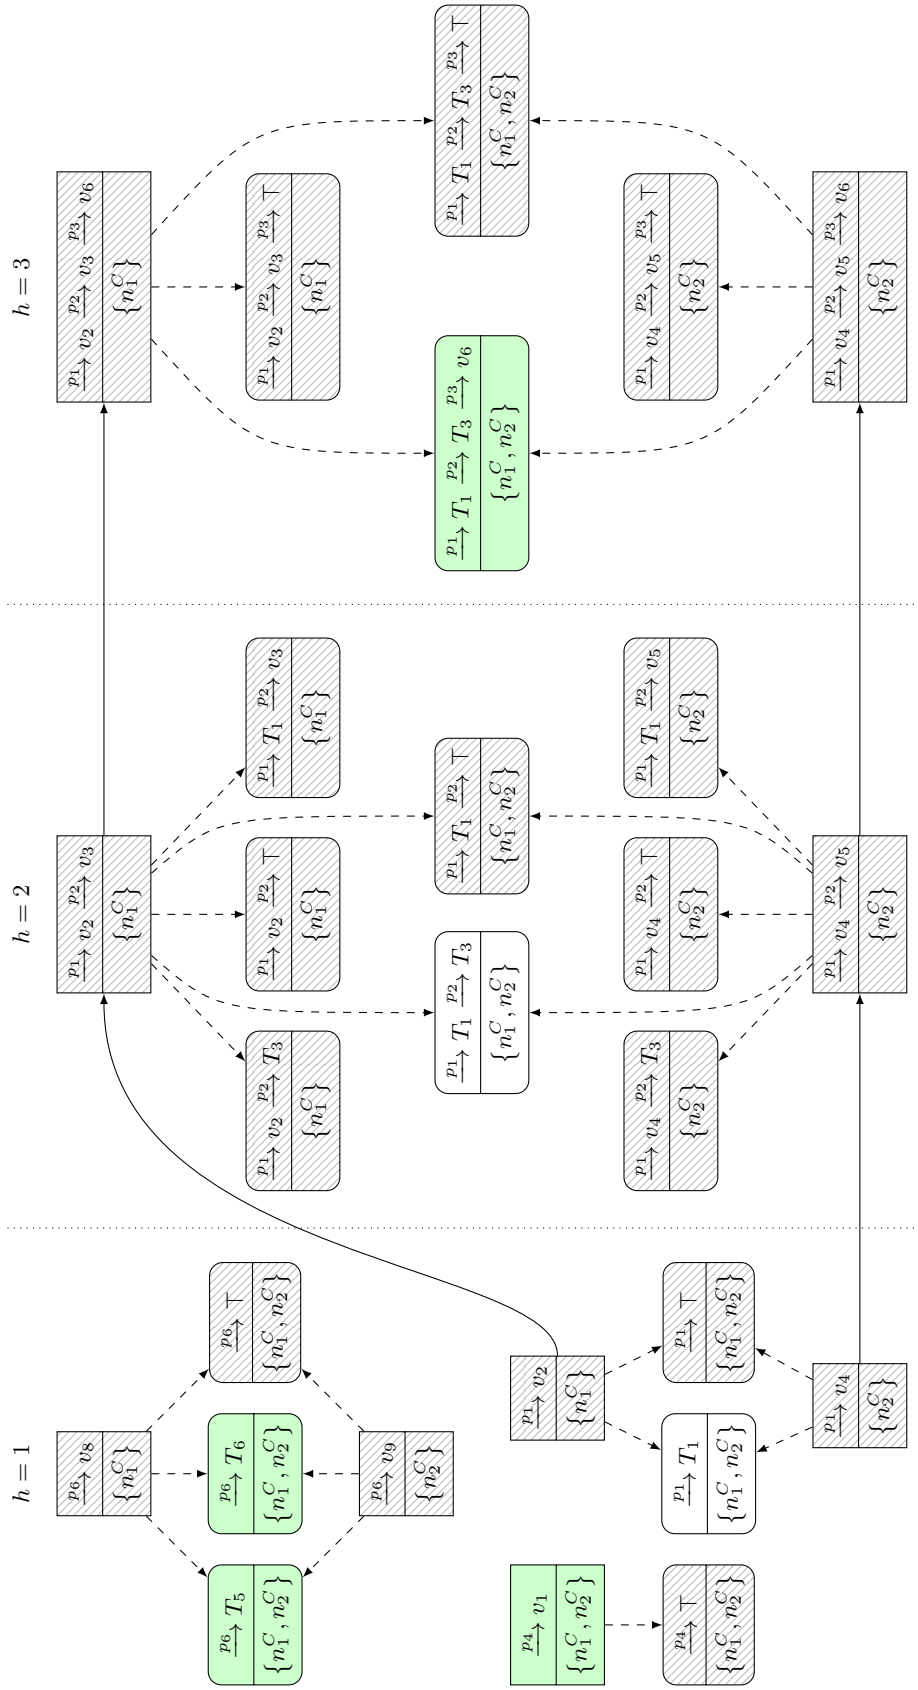 h = 1
h = 2
h = 3
p6→ v8
{n1^C}
p6→ T5
{n1^C, n2^C}
p6→ T6
{n1^C, n2^C}
p6→ ⊤
{n1^C, n2^C}
p6→ v9
{n2^C}
p4→ v1
{n1^C, n2^C}
p4→ ⊤
{n1^C, n2^C}
p1→ v2
{n1^C}
p1→ T1
{n1^C, n2^C}
p1→ ⊤
{n1^C, n2^C}
p1→ v4
{n2^C}
p1→ v2 p2→ v3
{n1^C}
p1→ v2 p2→ T3
{n1^C}
p1→ v2 p2→ ⊤
{n1^C}
p1→ T1 p2→ v3
{n1^C}
p1→ T1 p2→ T3
{n1^C, n2^C}
p1→ T1 p2→ ⊤
{n1^C, n2^C}
p1→ v4 p2→ T3
{n2^C}
p1→ v4 p2→ ⊤
{n2^C}
p1→ T1 p2→ v5
{n2^C}
p1→ v4 p2→ v5
{n2^C}
p1→ v2 p2→ v3 p3→ v6
{n1^C}
p1→ v2 p2→ v3 p3→ ⊤
{n1^C}
p1→ T1 p2→ T3 p3→ v6
{n1^C, n2^C}
p1→ T1 p2→ T3 p3→ ⊤
{n1^C, n2^C}
p1→ v4 p2→ v5 p3→ ⊤
{n2^C}
p1→ v4 p2→ v5 p3→ v6
{n2^C}